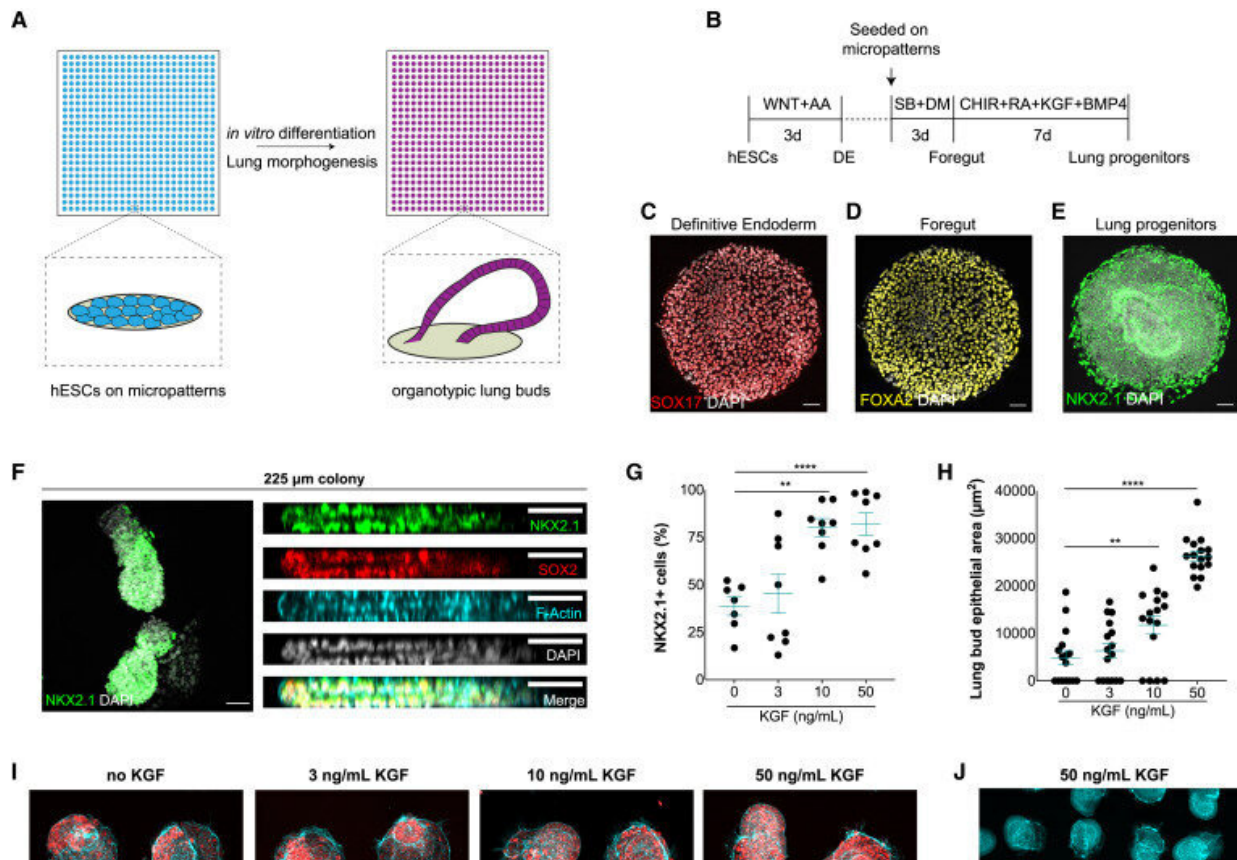 A
in vitro differentiation
Lung morphogenesis
hESCs on micropatterns
organotypic lung buds
B
Seeded on
micropatterns
WNT+AA
SB+DM
CHIR+RA+KGF+BMP4
3d
3d
7d
hESCs
DE
Foregut
Lung progenitors
C
Definitive Endoderm
SOX17 DAPI
D
Foregut
FOXA2 DAPI
E
Lung progenitors
NKX2.1 DAPI
F
225 µm colony
NKX2.1 DAPI
NKX2.1
SOX2
F-Actin
DAPI
Merge
G
****
**
NKX2.1+ cells (%)
100
75
50
25
0
0 3 10 50
KGF (ng/mL)
H
****
**
Lung bud epithelial area (µm²)
40000
30000
20000
10000
0
0 3 10 50
KGF (ng/mL)
I
no KGF
3 ng/mL KGF
10 ng/mL KGF
50 ng/mL KGF
J
50 ng/mL KGF